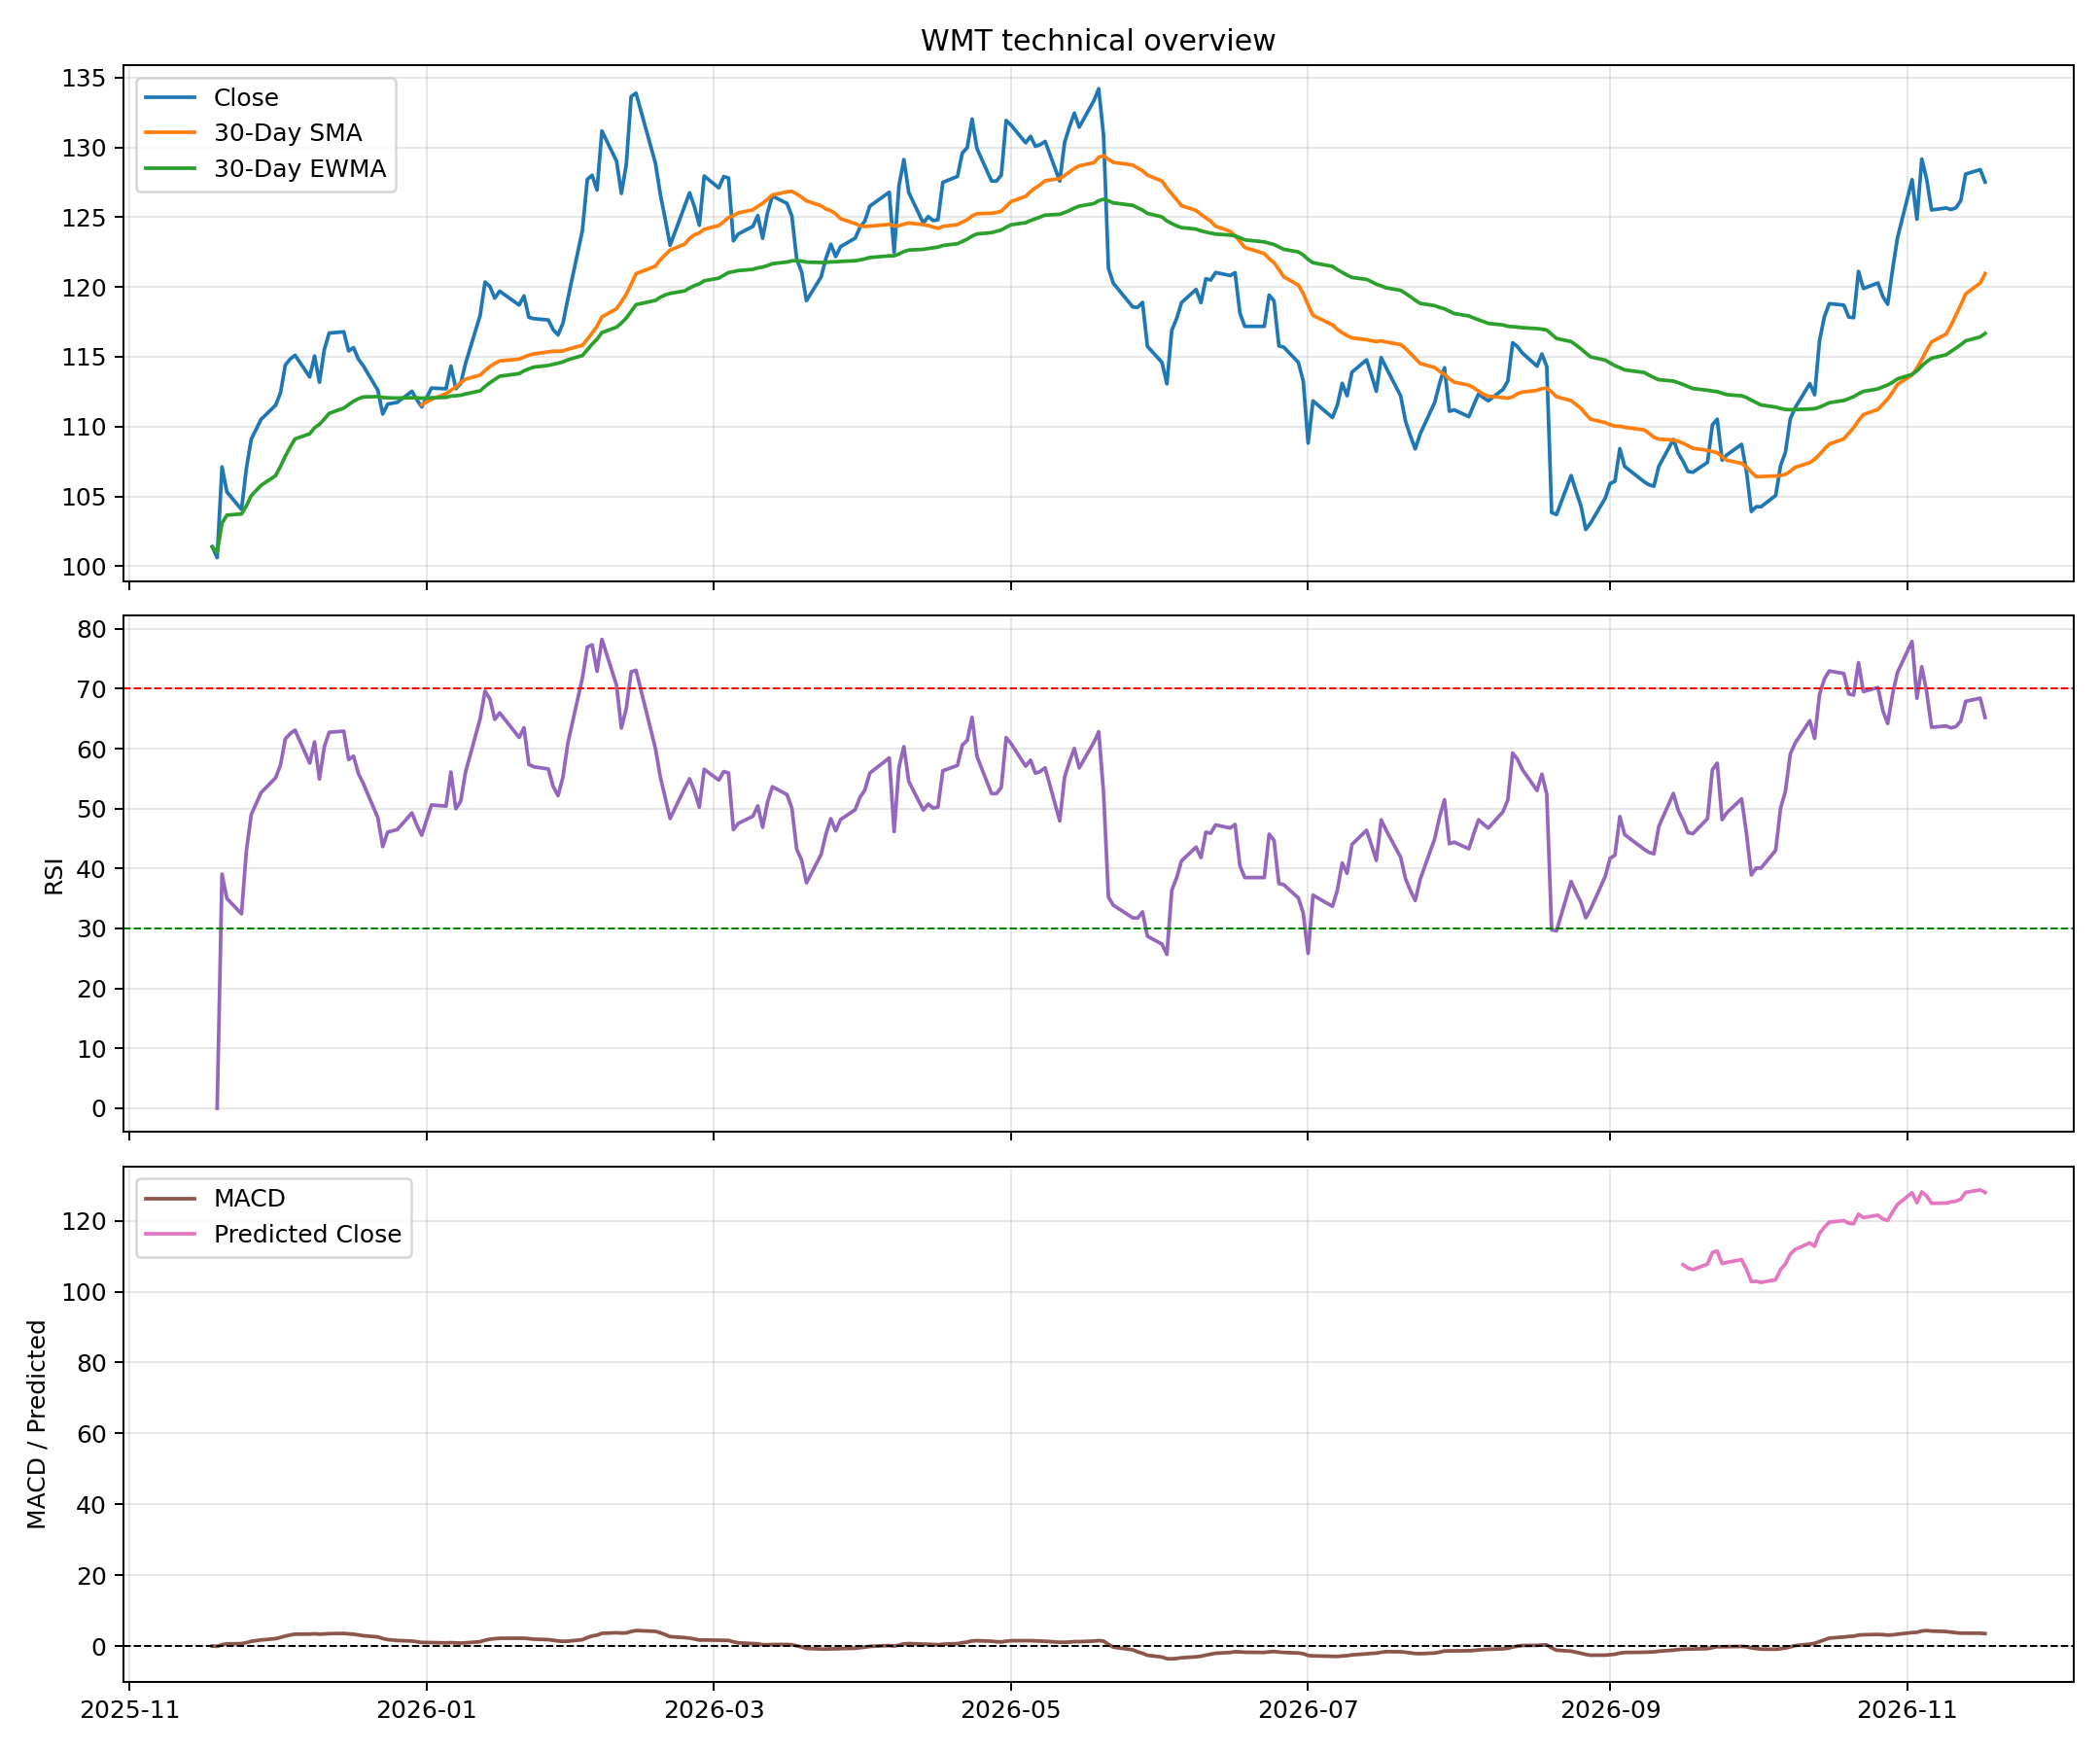 WMT technical overview
135
130
125
120
115
110
105
100
Close
30-Day SMA
30-Day EWMA
80
70
60
50
40
30
20
10
0
RSI
120
100
80
60
40
20
0
MACD / Predicted
MACD
Predicted Close
2025-11 2026-01 2026-03 2026-05 2026-07 2026-09 2026-11